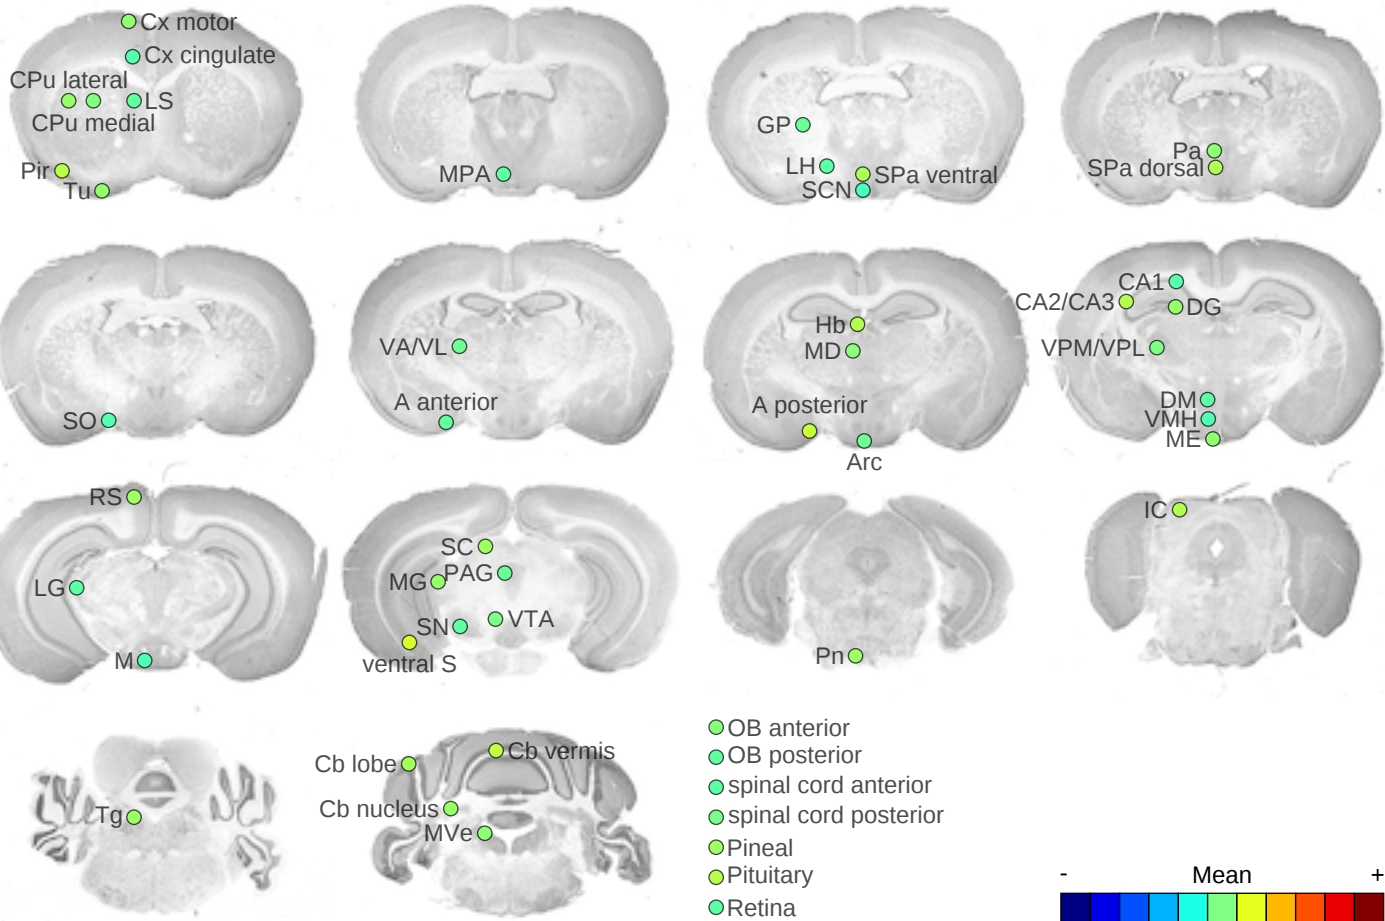 Cx motor
Cx cingulate
CPu lateral
LS
CPu medial
Pir
Tu
MPA
GP
LH
SPa ventral
SCN
Pa
SPa dorsal
SO
VA/VL
A anterior
Hb
MD
A posterior
Arc
CA1
CA2/CA3
DG
VPM/VPL
DM
VMH
ME
RS
LG
M
SC
MG
PAG
SN
VTA
ventral S
Pn
IC
Tg
Cb lobe
Cb vermis
Cb nucleus
MVe
OB anterior
OB posterior
spinal cord anterior
spinal cord posterior
Pineal
Pituitary
Retina
- Mean +